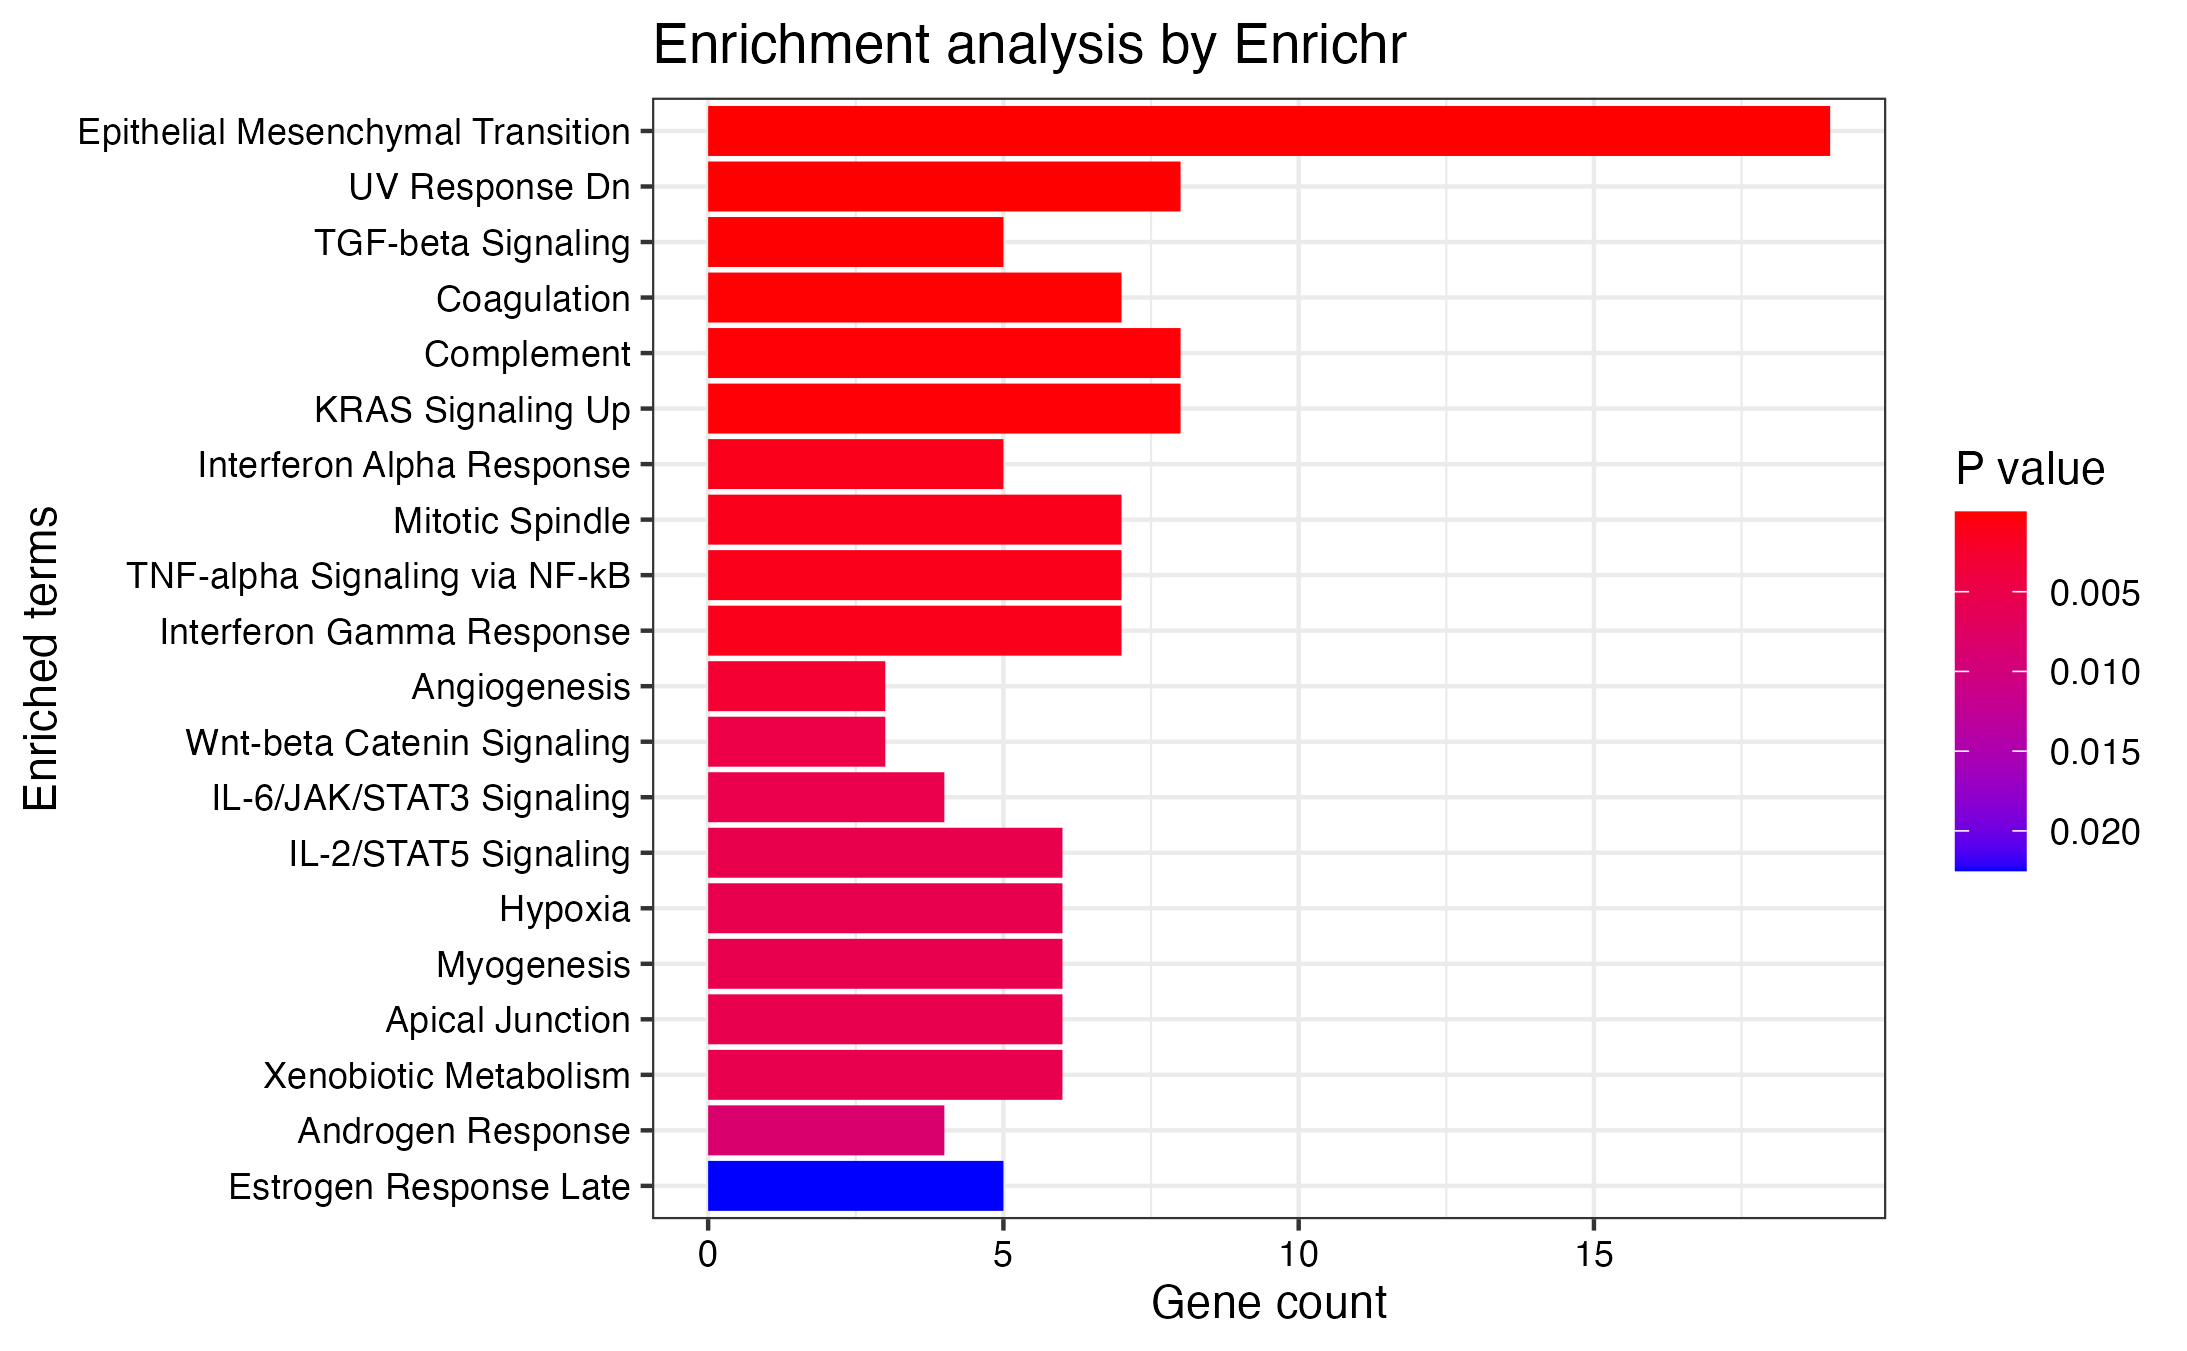 Enrichment analysis by Enrichr
Enriched terms
Epithelial Mesenchymal Transition
UV Response Dn
TGF-beta Signaling
Coagulation
Complement
KRAS Signaling Up
Interferon Alpha Response
Mitotic Spindle
TNF-alpha Signaling via NF-kB
Interferon Gamma Response
Angiogenesis
Wnt-beta Catenin Signaling
IL-6/JAK/STAT3 Signaling
IL-2/STAT5 Signaling
Hypoxia
Myogenesis
Apical Junction
Xenobiotic Metabolism
Androgen Response
Estrogen Response Late
0 5 10 15
Gene count
P value
0.005
0.010
0.015
0.020